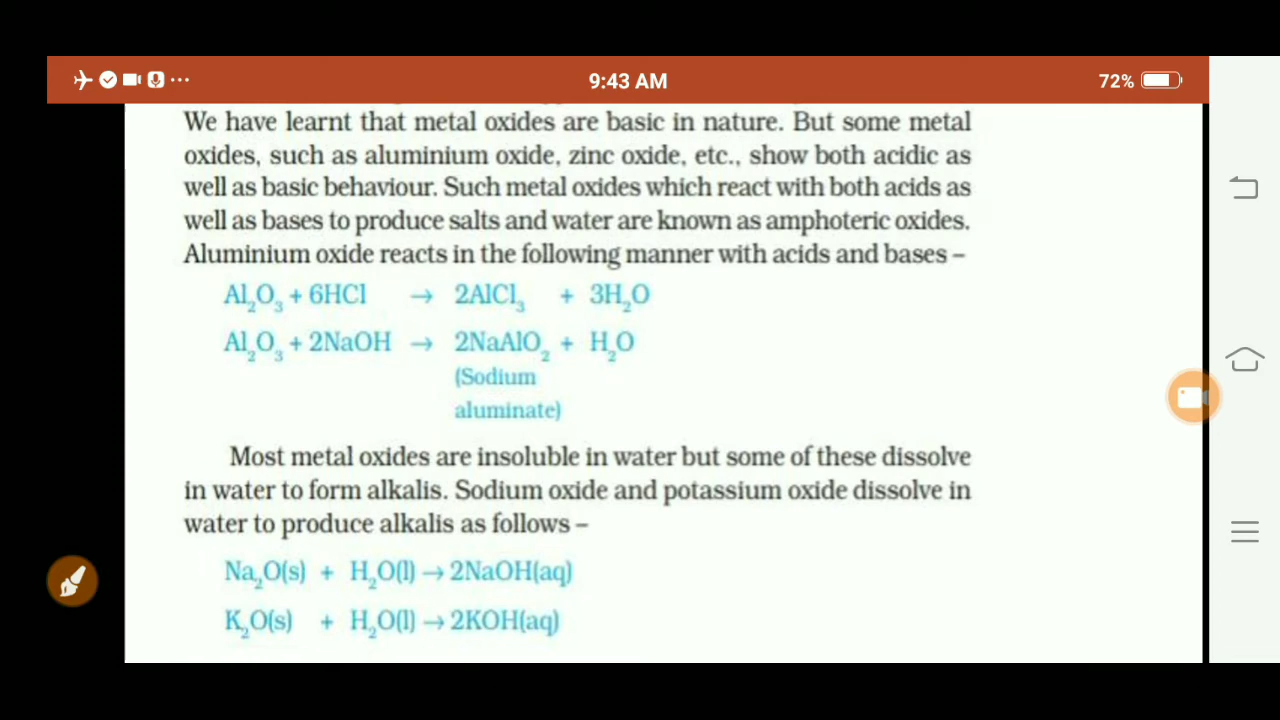 9:43 AM
72%
We have learnt that metal oxides are basic in nature. But some metal
oxides, such as aluminium oxide, zinc oxide, etc., show both acidic as
well as basic behaviour. Such metal oxides which react with both acids as
well as bases to produce salts and water are known as amphoteric oxides.
Aluminium oxide reacts in the following manner with acids and bases –
Al₂O₃ + 6HCl → 2AlCl₃ + 3H₂O
Al₂O₃ + 2NaOH → 2NaAlO₂ + H₂O
(Sodium
aluminate)
Most metal oxides are insoluble in water but some of these dissolve
in water to form alkalis. Sodium oxide and potassium oxide dissolve in
water to produce alkalis as follows –
Na₂O(s) + H₂O(l) → 2NaOH(aq)
K₂O(s) + H₂O(l) → 2KOH(aq)